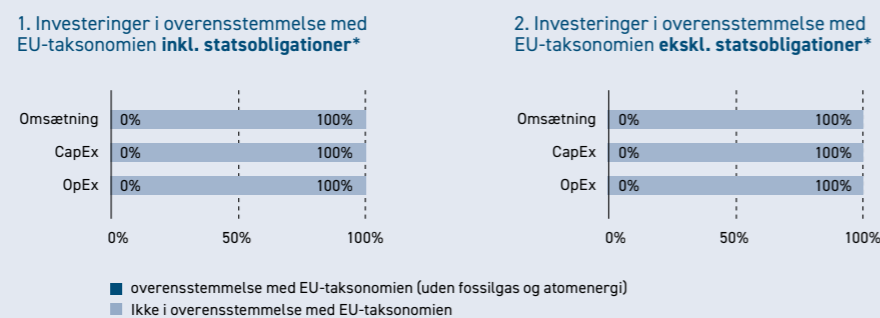 1. Investeringer i overensstemmelse med
EU-taksonomien inkl. statsobligationer*
Omsætning 0% 100%
CapEx 0% 100%
OpEx 0% 100%
0% 50% 100%
2. Investeringer i overensstemmelse med
EU-taksonomien ekskl. statsobligationer*
Omsætning 0% 100%
CapEx 0% 100%
OpEx 0% 100%
0% 50% 100%
overensstemmelse med EU-taksonomien (uden fossilgas og atomenergi)
Ikke i overensstemmelse med EU-taksonomien